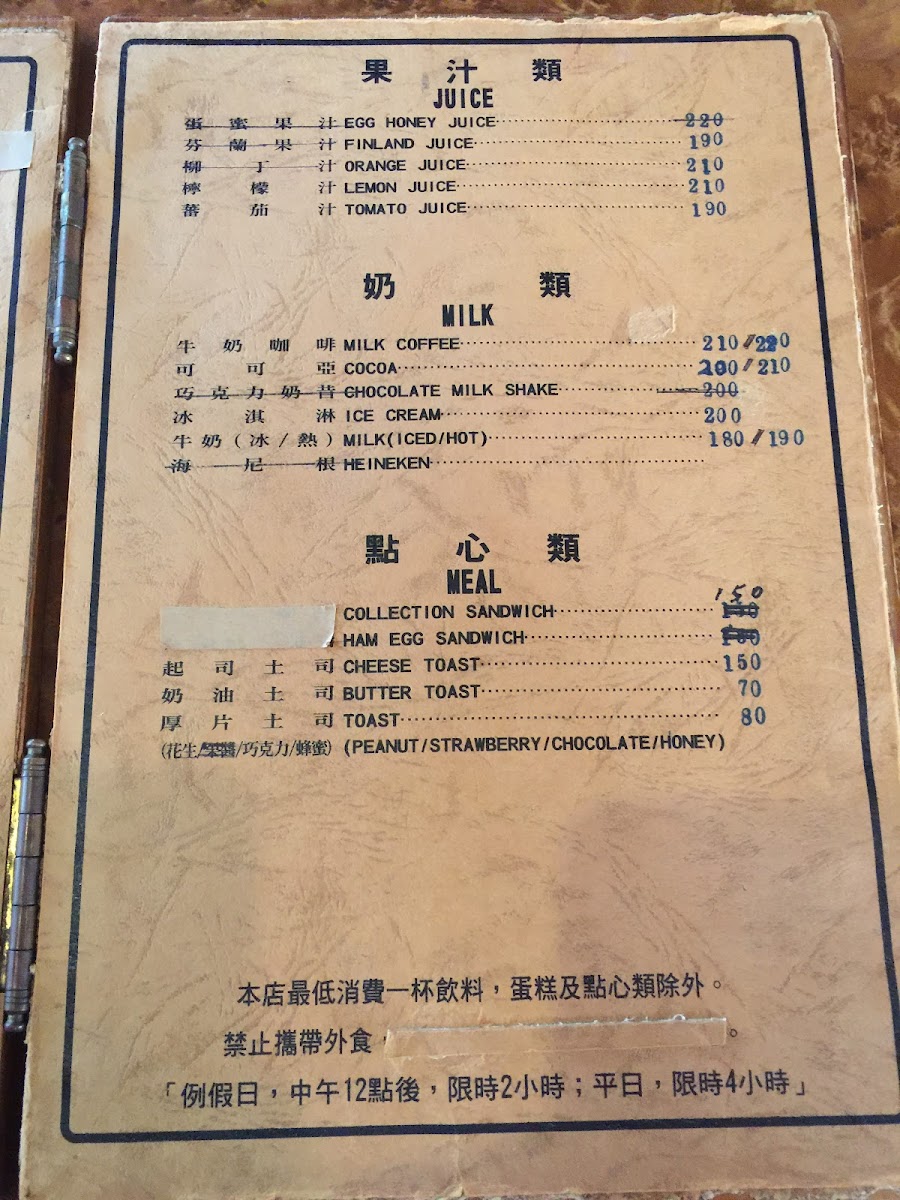 果汁類
JUICE
蛋蜜果汁 EGG HONEY JUICE 220
芬蘭果汁 FINLAND JUICE 190
柳丁汁 ORANGE JUICE 210
檸檬汁 LEMON JUICE 210
蕃茄汁 TOMATO JUICE 190
奶類
MILK
牛奶咖啡 MILK COFFEE 210/220
可可亞 COCOA 200/210
巧克力奶昔 CHOCOLATE MILK SHAKE 200
冰淇淋 ICE CREAM 200
牛奶(冰/熱) MILK(ICED/HOT) 180/190
海尼根 HEINEKEN
點心類
MEAL
COLLECTION SANDWICH 150
HAM EGG SANDWICH
起司土司 CHEESE TOAST 150
奶油土司 BUTTER TOAST 70
厚片土司 TOAST 80
(花生/果醬/巧克力/蜂蜜) (PEANUT/STRAWBERRY/CHOCOLATE/HONEY)
本店最低消費一杯飲料，蛋糕及點心類除外。
禁止攜帶外食，。
「例假日，中午12點後，限時2小時；平日，限時4小時」